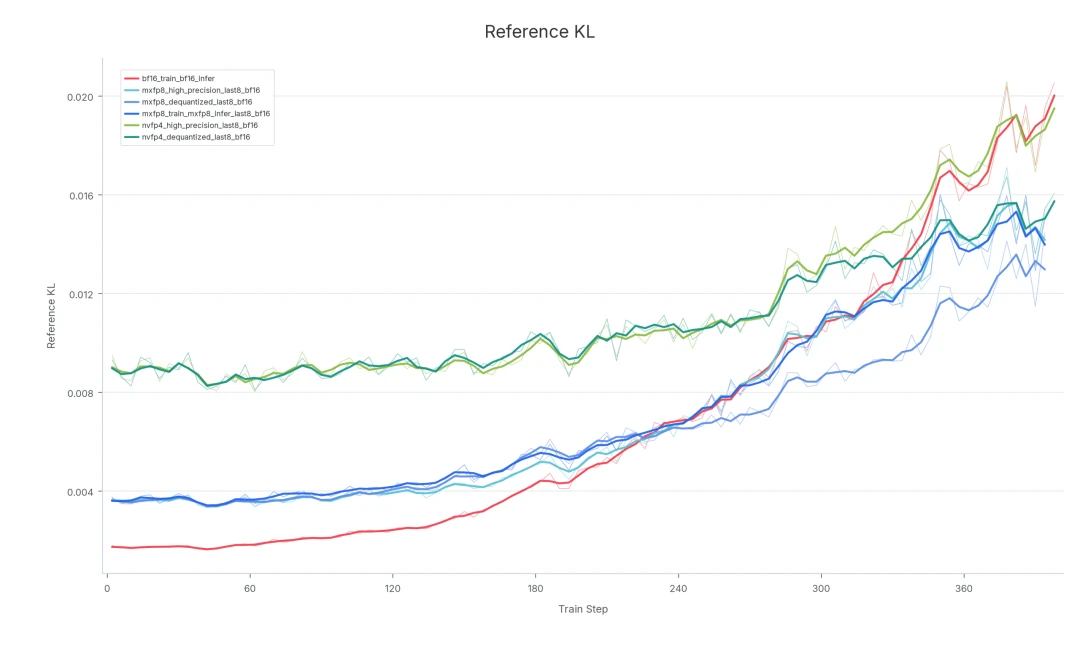 Reference KL
bf16_train_bf16_infer
mxfp8_high_precision_last8_bf16
mxfp8_dequantized_last8_bf16
mxfp8_train_mxfp8_infer_last8_bf16
nvfp4_high_precision_last8_bf16
nvfp4_dequantized_last8_bf16
0.020
0.016
0.012
0.008
0.004
Reference KL
0 60 120 180 240 300 360
Train Step